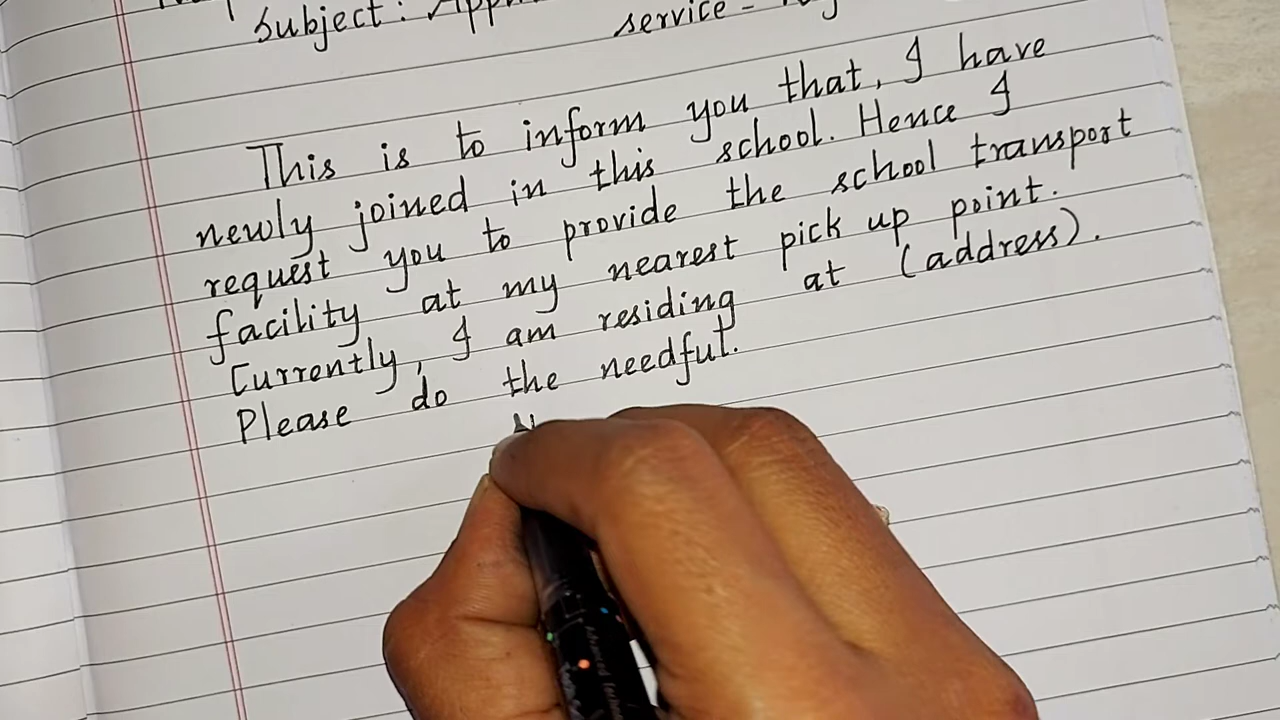 subject:
service -
This is to inform you that, I have
newly joined in this school. Hence I
request you to provide the school transport
facility at my nearest pick up point.
Currently, I am residing at (address).
Please do the needful.